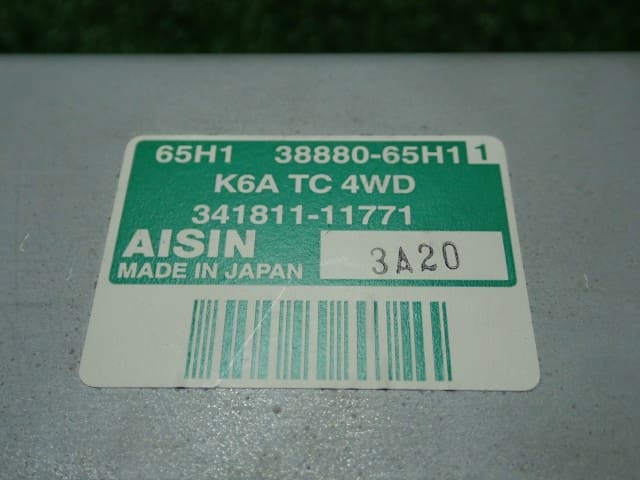 65H1 38880-65H1 1
K6A TC 4WD
341811-11771
AISIN
MADE IN JAPAN 3A20